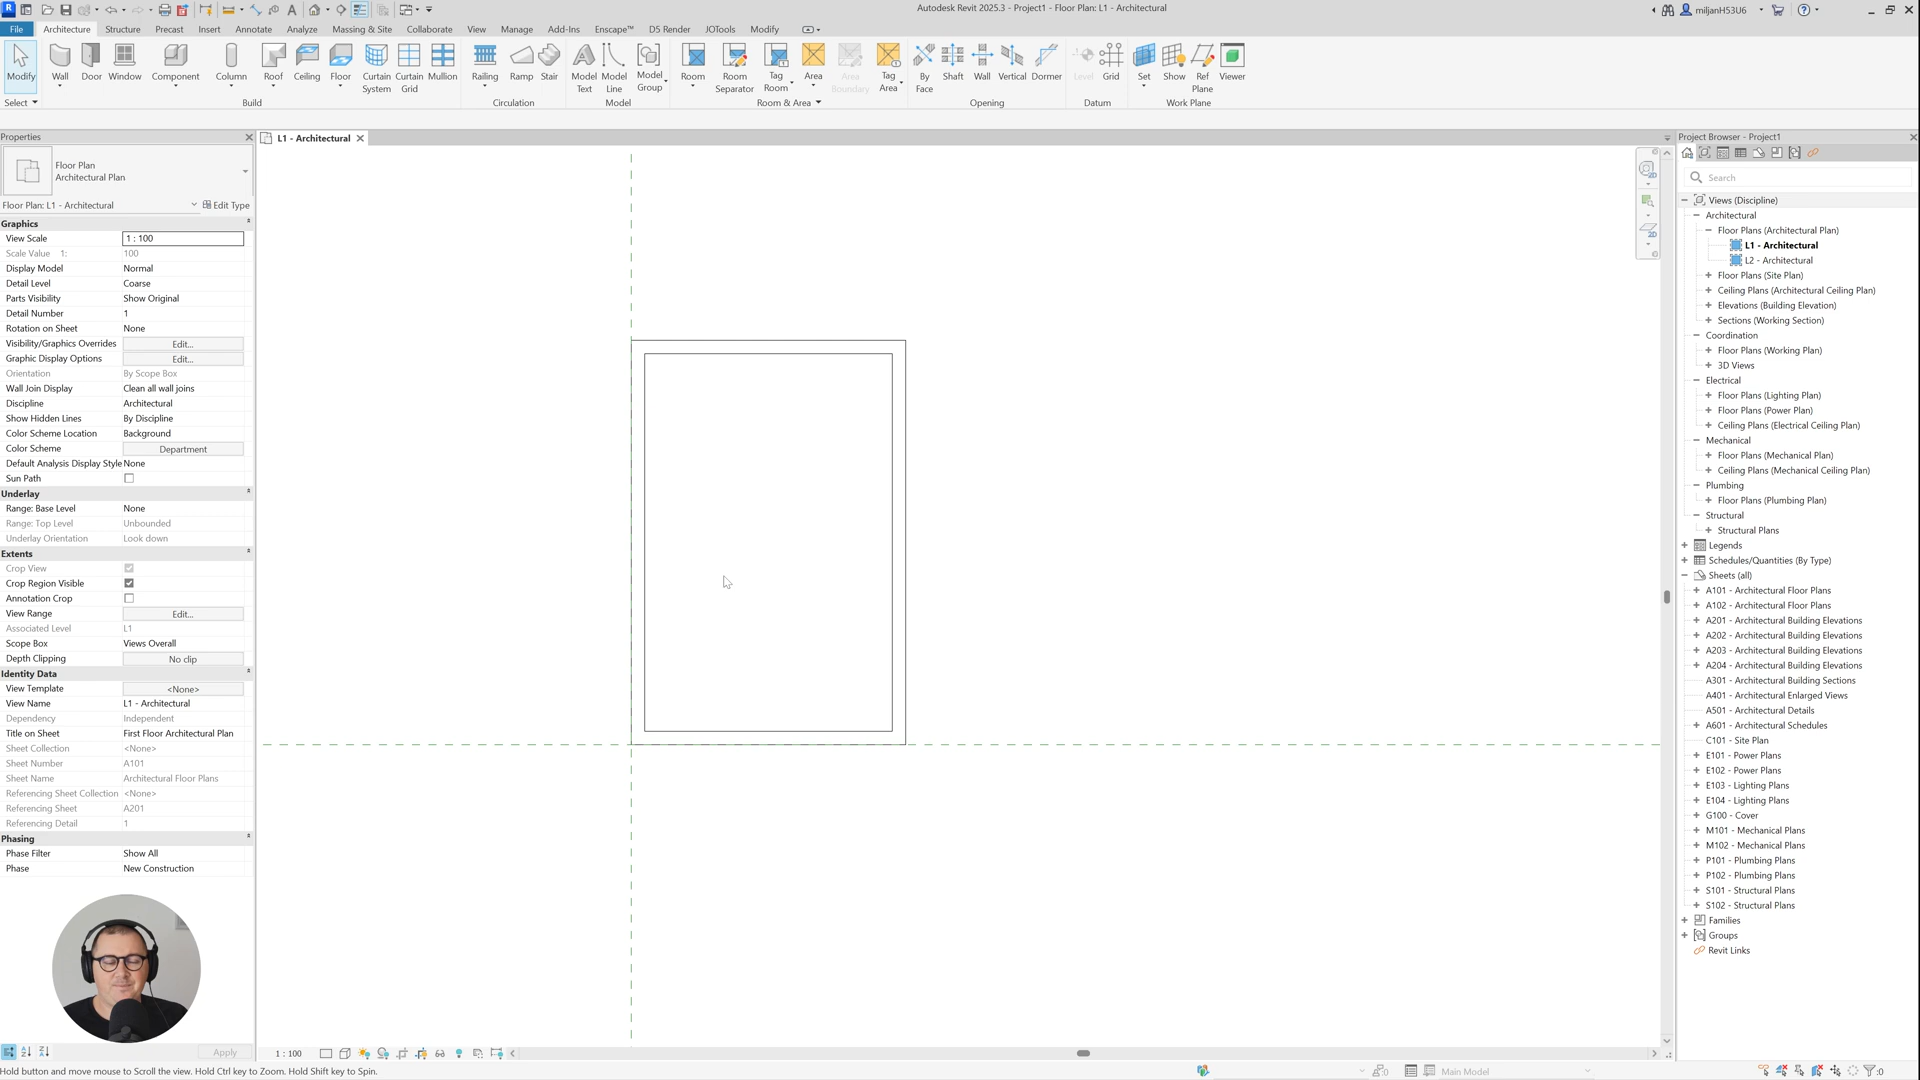 Autodesk Revit 2025.3 - Project1 - Floor Plan: L1 - Architectural
miljanH53U6
File
Architecture
Structure
Precast
Insert
Annotate
Analyze
Massing & Site
Collaborate
View
Manage
Add-Ins
Enscape™
D5 Render
JOTools
Modify
Modify
Wall
Door
Window
Component
Column
Roof
Ceiling
Floor
Curtain System
Curtain Grid
Mullion
Railing
Ramp
Stair
Model Text
Model Line
Model Group
Room
Room Separator
Tag Room
Area
Area Boundary
Tag Area
By Face
Shaft
Wall
Vertical
Dormer
Level
Grid
Set
Show
Ref Plane
Viewer
Select
Build
Circulation
Model
Room & Area
Opening
Datum
Work Plane
Properties
Floor Plan
Architectural Plan
Floor Plan: L1 - Architectural
Edit Type
Graphics
View Scale 1 : 100
Scale Value 1: 100
Display Model Normal
Detail Level Coarse
Parts Visibility Show Original
Detail Number 1
Rotation on Sheet None
Visibility/Graphics Overrides Edit...
Graphic Display Options Edit...
Orientation By Scope Box
Wall Join Display Clean all wall joins
Discipline Architectural
Show Hidden Lines By Discipline
Color Scheme Location Background
Color Scheme Department
Default Analysis Display Style None
Sun Path
Underlay
Range: Base Level None
Range: Top Level Unbounded
Underlay Orientation Look down
Extents
Crop View
Crop Region Visible
Annotation Crop
View Range Edit...
Associated Level L1
Scope Box Views Overall
Depth Clipping No clip
Identity Data
View Template <None>
View Name L1 - Architectural
Dependency Independent
Title on Sheet First Floor Architectural Plan
Sheet Collection <None>
Sheet Number A101
Sheet Name Architectural Floor Plans
Referencing Sheet Collection <None>
Referencing Sheet A201
Referencing Detail 1
Phasing
Phase Filter Show All
Phase New Construction
Apply
L1 - Architectural
2D
2D
1 : 100
Project Browser - Project1
Search
Views (Discipline)
Architectural
Floor Plans (Architectural Plan)
L1 - Architectural
L2 - Architectural
Floor Plans (Site Plan)
Ceiling Plans (Architectural Ceiling Plan)
Elevations (Building Elevation)
Sections (Working Section)
Coordination
Floor Plans (Working Plan)
3D Views
Electrical
Floor Plans (Lighting Plan)
Floor Plans (Power Plan)
Ceiling Plans (Electrical Ceiling Plan)
Mechanical
Floor Plans (Mechanical Plan)
Ceiling Plans (Mechanical Ceiling Plan)
Plumbing
Floor Plans (Plumbing Plan)
Structural
Structural Plans
Legends
Schedules/Quantities (By Type)
Sheets (all)
A101 - Architectural Floor Plans
A102 - Architectural Floor Plans
A201 - Architectural Building Elevations
A202 - Architectural Building Elevations
A203 - Architectural Building Elevations
A204 - Architectural Building Elevations
A301 - Architectural Building Sections
A401 - Architectural Enlarged Views
A501 - Architectural Details
A601 - Architectural Schedules
C101 - Site Plan
E101 - Power Plans
E102 - Power Plans
E103 - Lighting Plans
E104 - Lighting Plans
G100 - Cover
M101 - Mechanical Plans
M102 - Mechanical Plans
P101 - Plumbing Plans
P102 - Plumbing Plans
S101 - Structural Plans
S102 - Structural Plans
Families
Groups
Revit Links
Hold button and move mouse to Scroll the view. Hold Ctrl key to Zoom. Hold Shift key to Spin.
:0
Main Model
:0